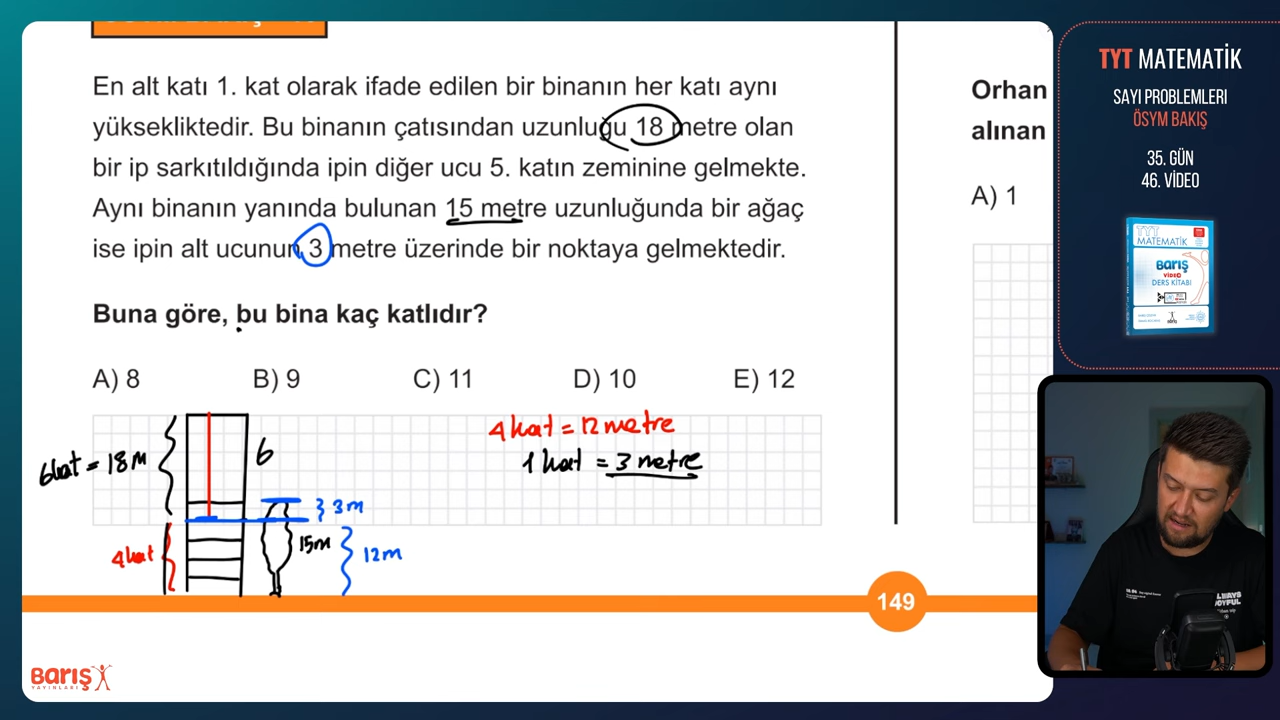 En alt katı 1. kat olarak ifade edilen bir binanın her katı aynı
yüksekliktedir. Bu binanın çatısından uzunluğu 18 metre olan
bir ip sarkıtıldığında ipin diğer ucu 5. katın zeminine gelmekte.
Aynı binanın yanında bulunan 15 metre uzunluğunda bir ağaç
ise ipin alt ucunun 3 metre üzerinde bir noktaya gelmektedir.
Buna göre, bu bina kaç katlıdır?
A) 8 B) 9 C) 11 D) 10 E) 12
6kat = 18m
6
3m
15m
12m
4kat
4kat = 12metre
1kat = 3 metre
149
Orhan
alınan
A) 1
TYT MATEMATİK
SAYI PROBLEMLERI
ÖSYM BAKIŞ
35. GÜN
46. VİDEO
TYT
MATEMATİK
BARIŞ
VİDEO
DERS KİTABI
BARIŞ
YAYINLARI